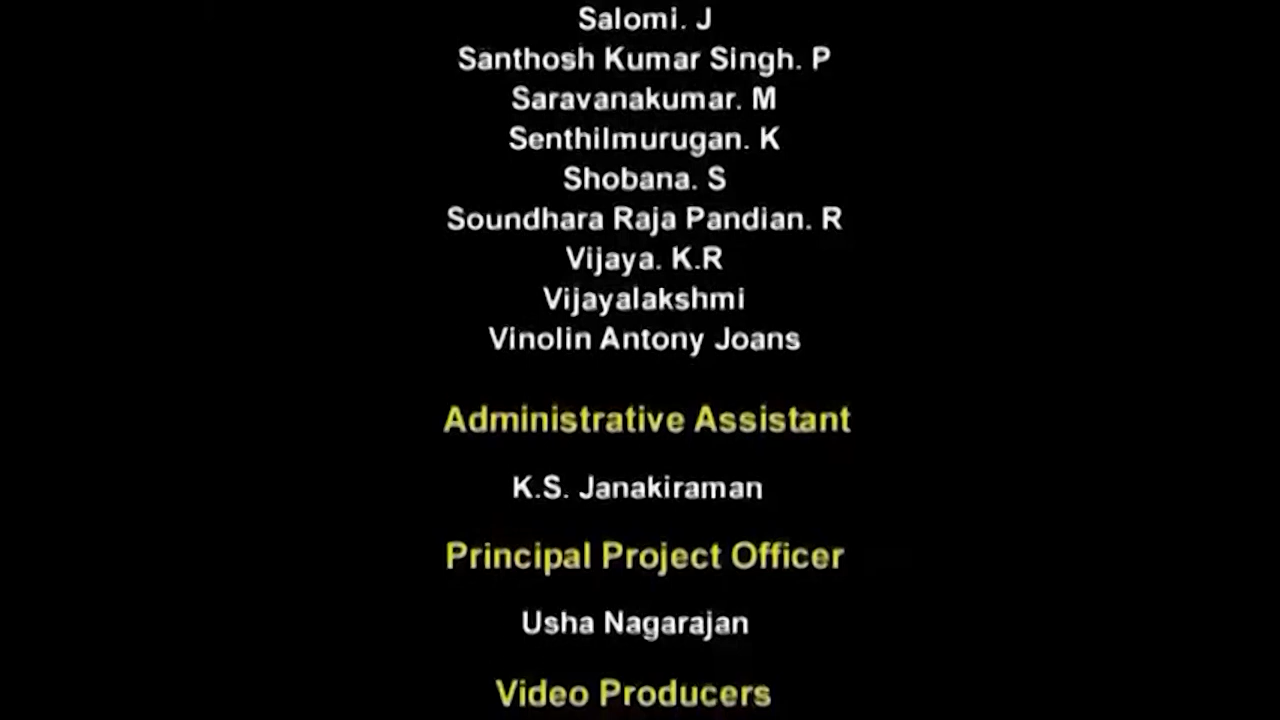 Salomi. J
Santhosh Kumar Singh. P
Saravanakumar. M
Senthilmurugan. K
Shobana. S
Soundhara Raja Pandian. R
Vijaya. K.R
Vijayalakshmi
Vinolin Antony Joans
Administrative Assistant
K.S. Janakiraman
Principal Project Officer
Usha Nagarajan
Video Producers